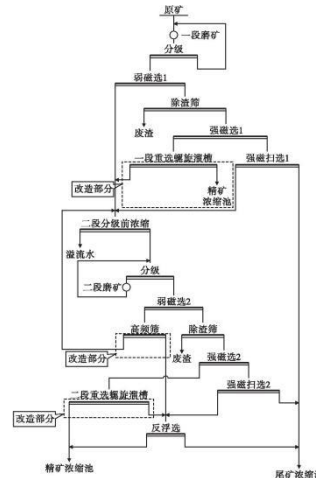 原矿
一段磨矿
分级
弱磁选1
除渣筛
废渣
强磁选1
一段重选螺旋溜槽
强磁扫选1
改造部分
精矿
浓缩池
二段分级前浓缩
溢流水
分级
二段磨矿
弱磁选2
高频筛
除渣筛
改造部分
废渣
强磁选2
二段重选螺旋溜槽
强磁扫选2
改造部分
反浮选
精矿浓缩池
尾矿浓缩池